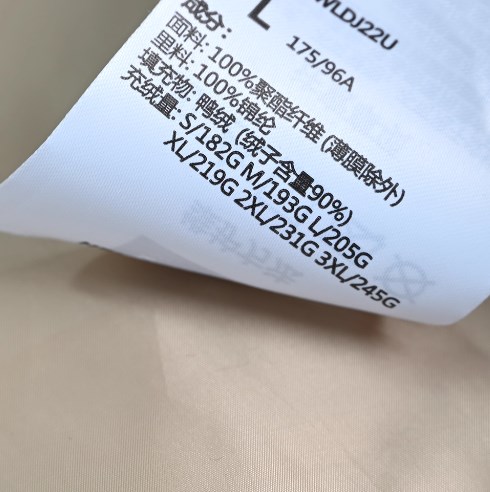 VLDJ22U
L
175/96A
成分:
面料: 100%聚酯纤维 (薄膜除外)
里料: 100%锦纶
填充物: 鸭绒 (绒子含量90%)
充绒量: S/182G M/193G L/205G
XL/219G 2XL/231G 3XL/245G